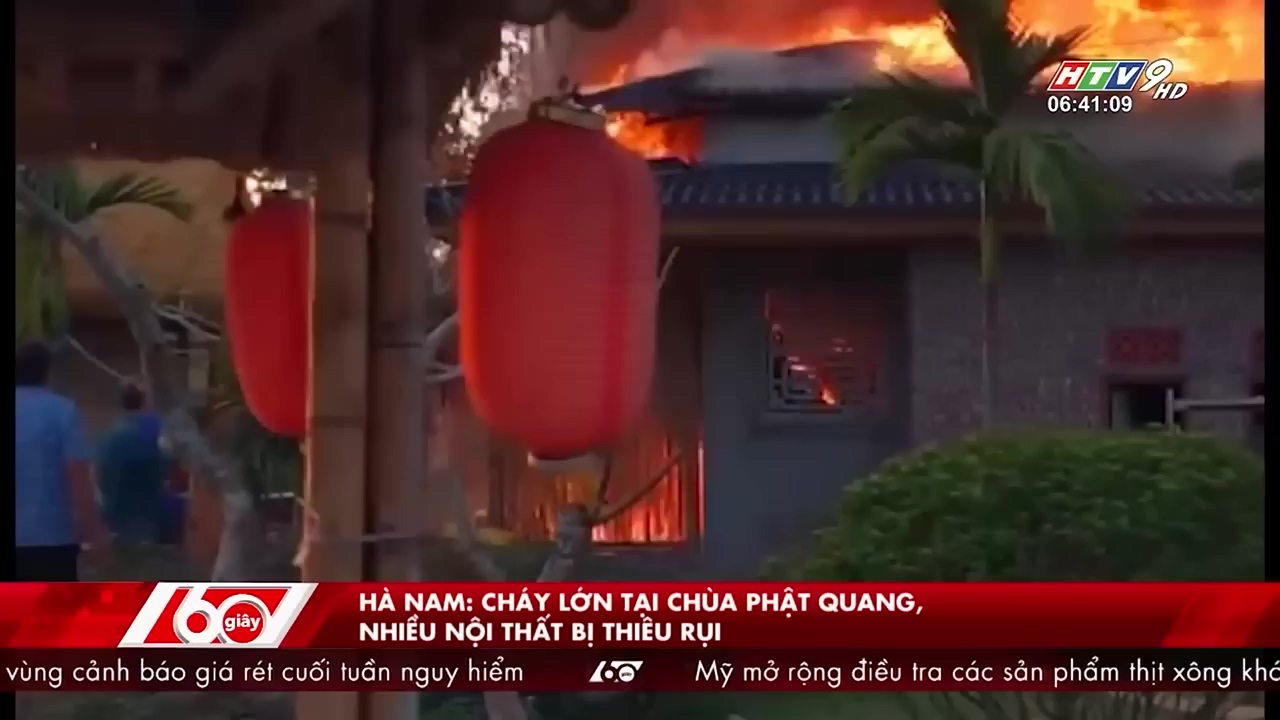 HTV9 HD
06:41:09
60 giây
HÀ NAM: CHÁY LỚN TẠI CHÙA PHẬT QUANG,
NHIỀU NỘI THẤT BỊ THIÊU RỤI
vùng cảnh báo giá rét cuối tuần nguy hiểm 60 giây Mỹ mở rộng điều tra các sản phẩm thịt xông